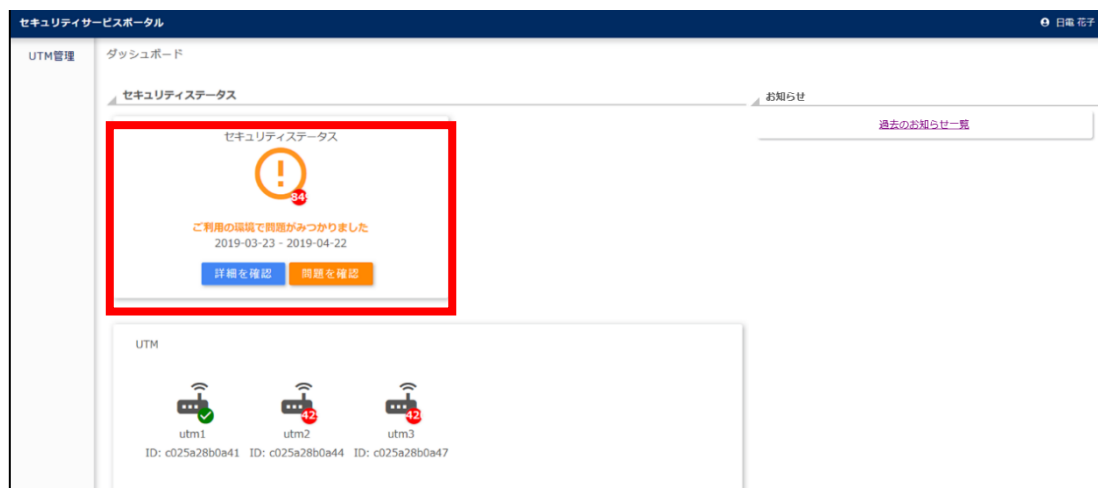 セキュリティサービスポータル
日電 花子
UTM管理
ダッシュボード
セキュリティステータス
お知らせ
過去のお知らせ一覧
セキュリティステータス
84
ご利用の環境で問題がみつかりました
2019-03-23 - 2019-04-22
詳細を確認 問題を確認
UTM
42 42
utm1 utm2 utm3
ID: c025a28b0a41 ID: c025a28b0a44 ID: c025a28b0a47